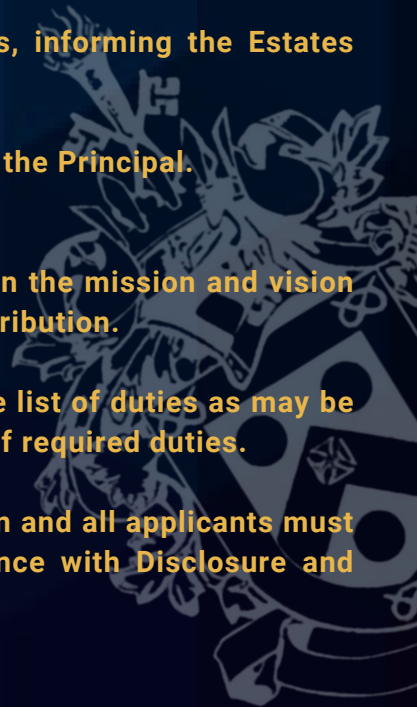 s, informing the Estates
the Principal.
n the mission and vision
ribution.
e list of duties as may be
f required duties.
n and all applicants must
nce with Disclosure and